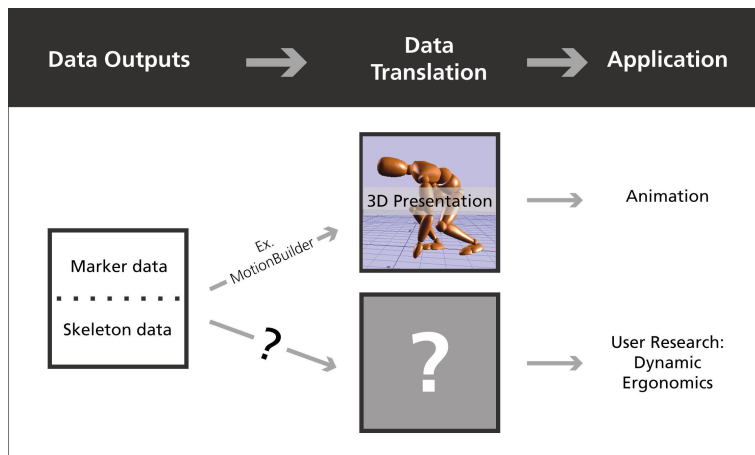 Data Outputs
Data
Translation
Application
3D Presentation
Animation
Ex.
MotionBuilder
Marker data
Skeleton data
?
?
User Research:
Dynamic
Ergonomics